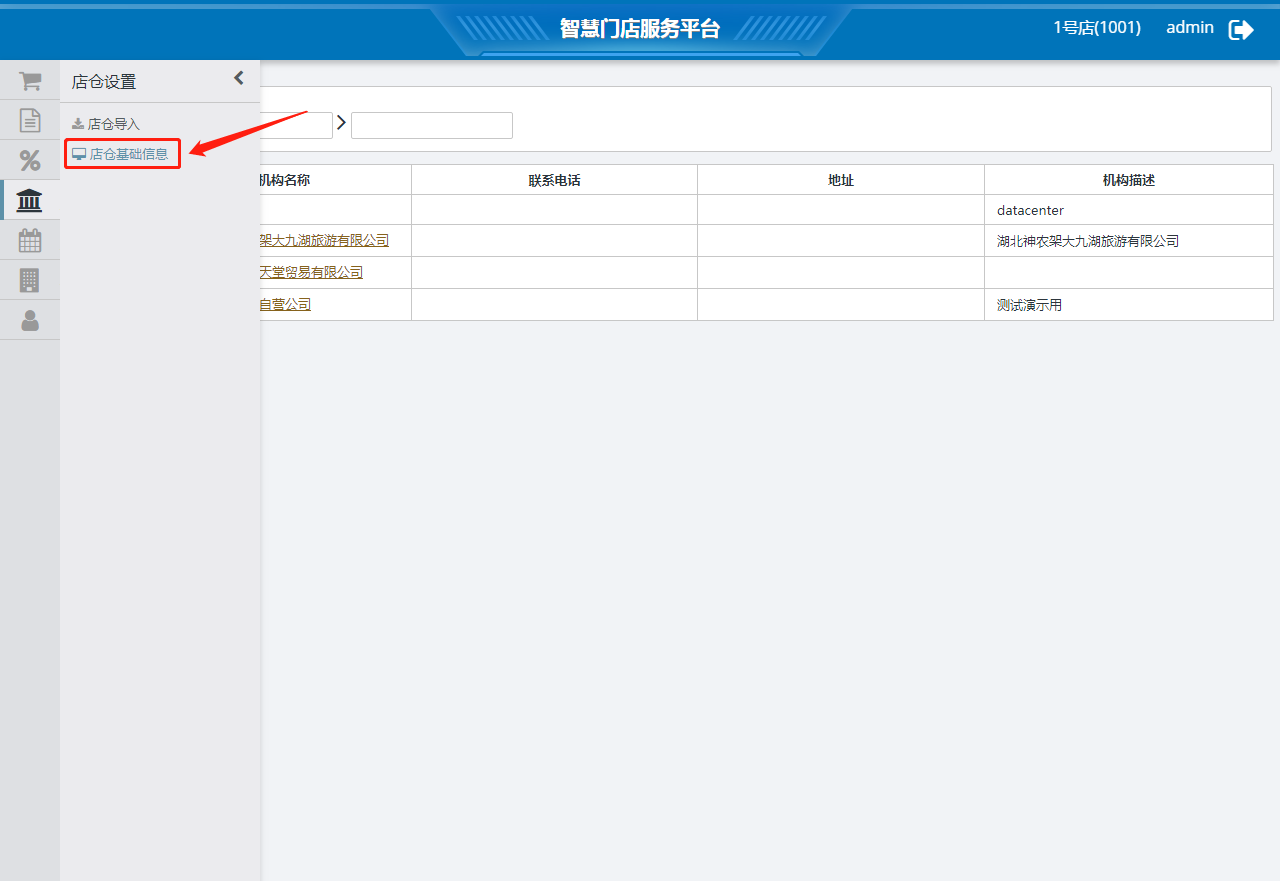 智慧门店服务平台
1号店(1001) admin
店仓设置
店仓导入
店仓基础信息
机构名称 联系电话 地址 机构描述
datacenter
架大九湖旅游有限公司 湖北神农架大九湖旅游有限公司
天堂贸易有限公司
自营公司 测试演示用